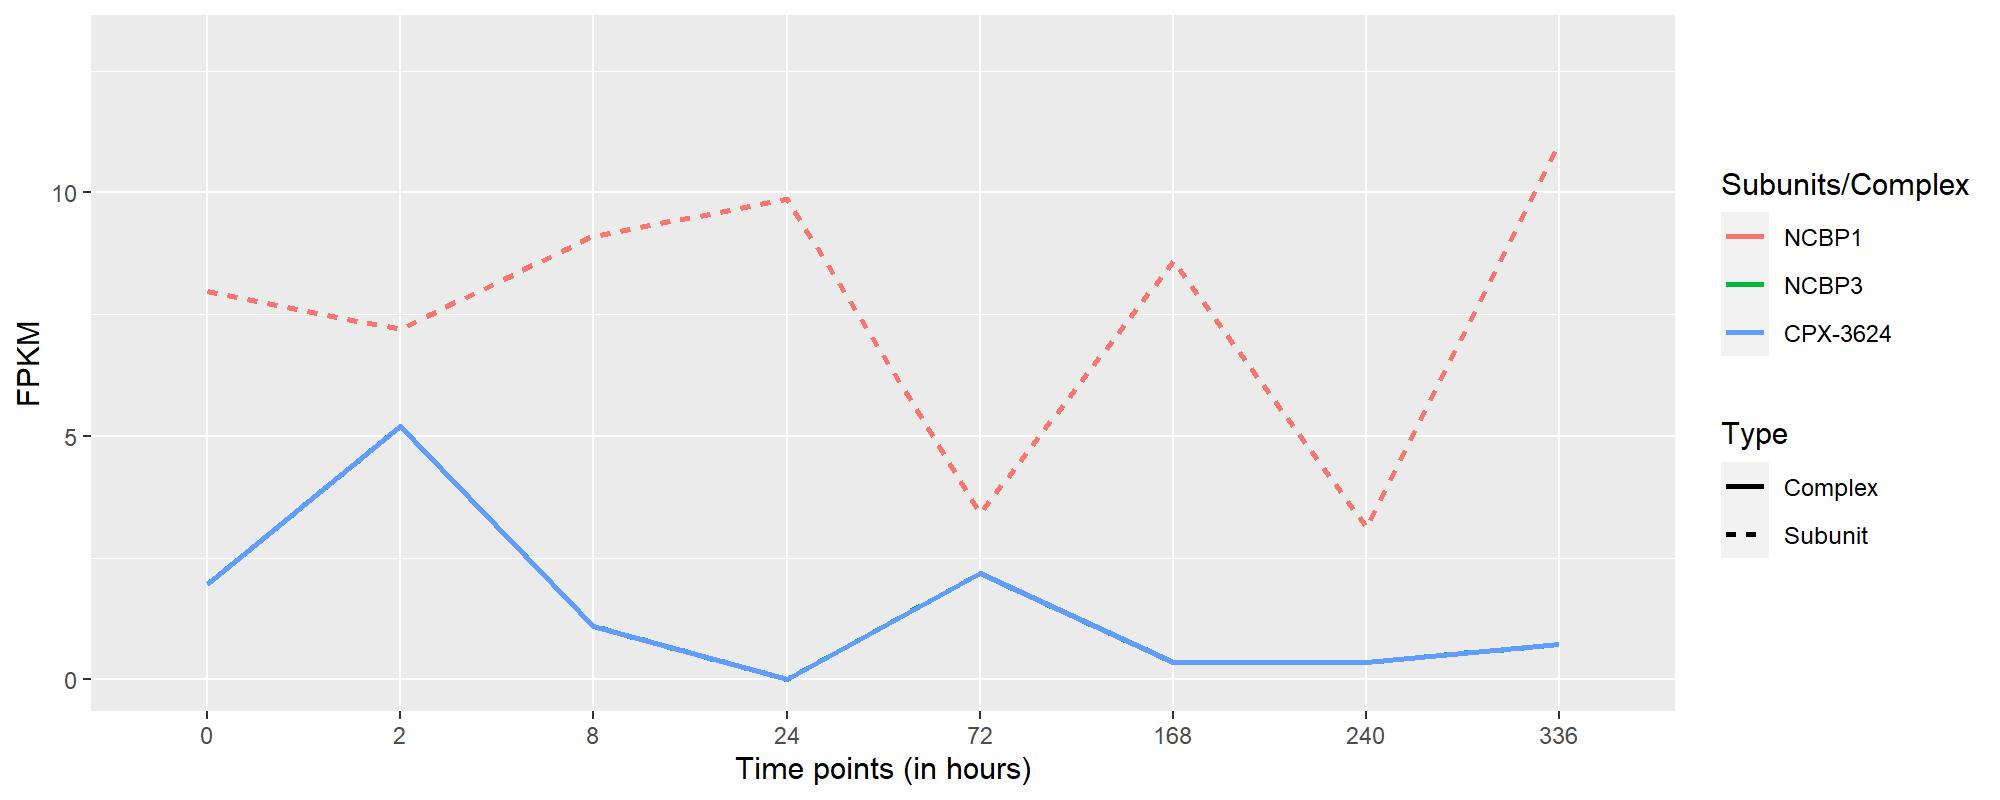 FPKM
10
5
0
0 2 8 24 72 168 240 336
Time points (in hours)
Subunits/Complex
NCBP1
NCBP3
CPX-3624
Type
Complex
Subunit